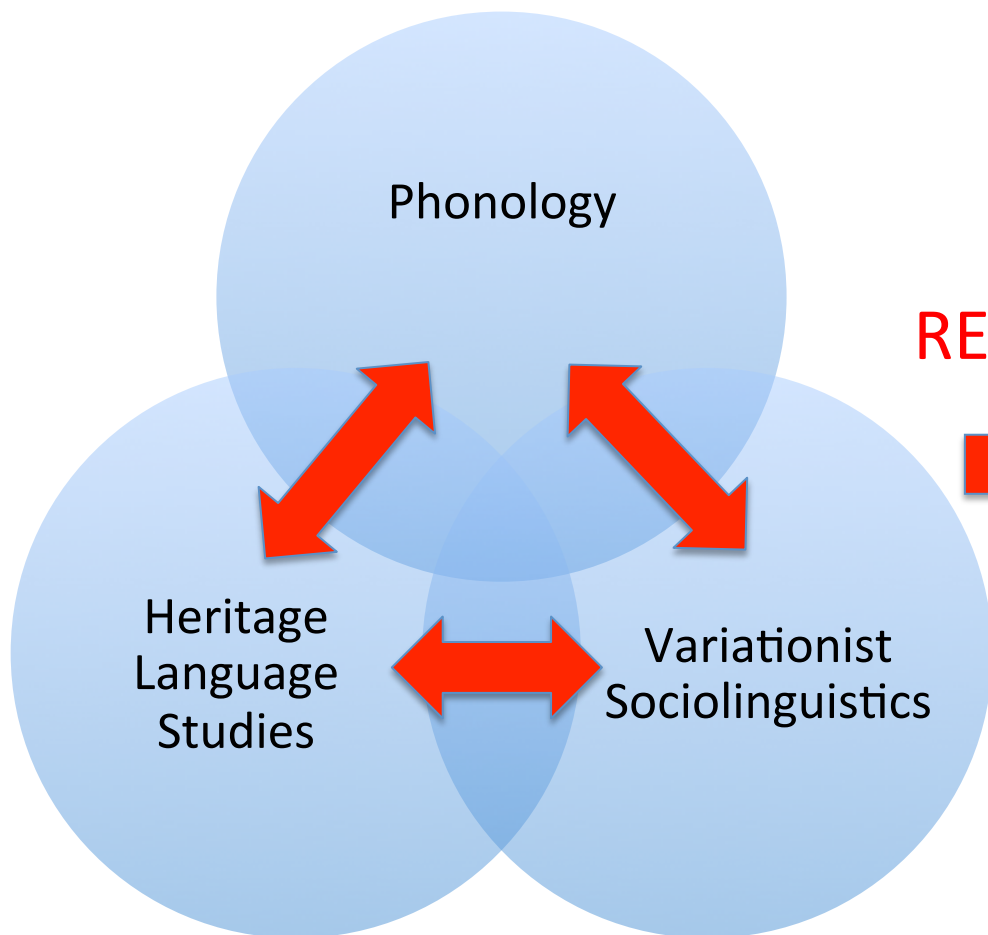 Phonology
RE
Heritage
Language
Studies
Variationist
Sociolinguistics